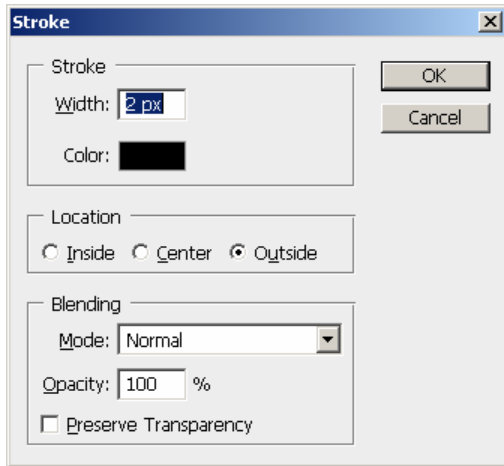 Stroke
Stroke
Width: 2 px
Color:
OK
Cancel
Location
Inside Center Outside
Blending
Mode: Normal
Opacity: 100 %
Preserve Transparency